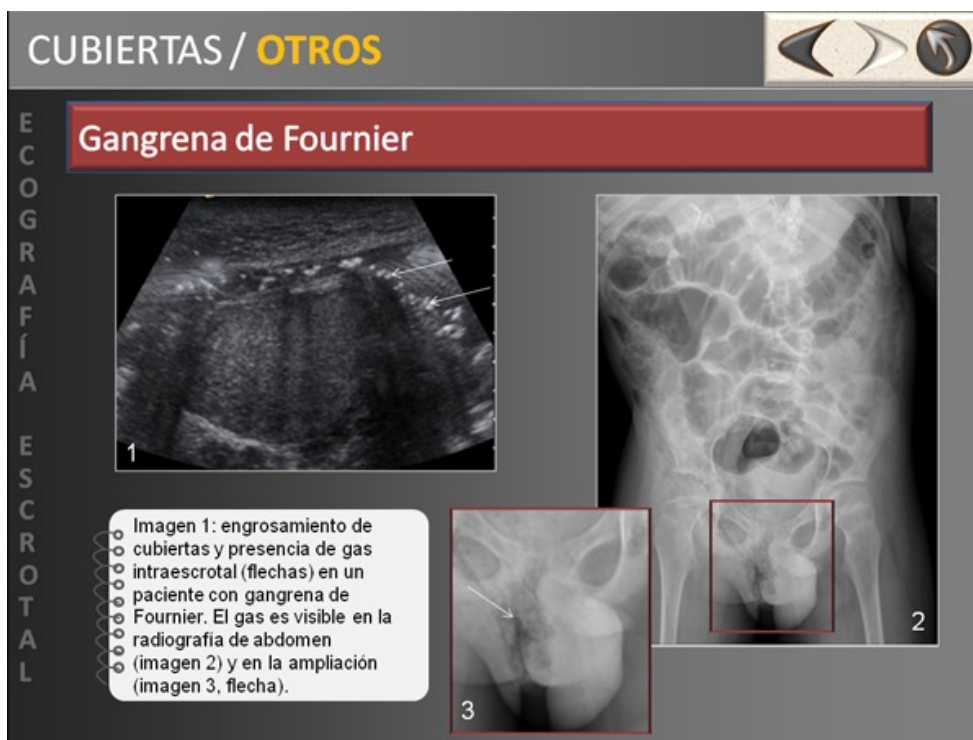 CUBIERTAS / OTROS
ECOGRAFÍA ESCROTAL
Gangrena de Fournier
1
2
Imagen 1: engrosamiento de
cubiertas y presencia de gas
intraescrotal (flechas) en un
paciente con gangrena de
Fournier. El gas es visible en la
radiografía de abdomen
(imagen 2) y en la ampliación
(imagen 3, flecha).
3